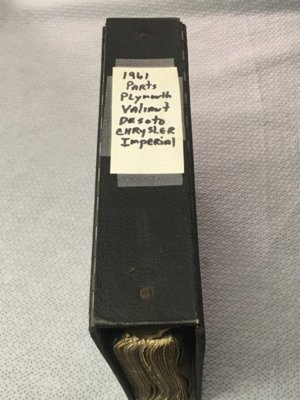 1961
PARTS
Plymouth
VALiANT
DESoto
CHRYSLER
Imperial